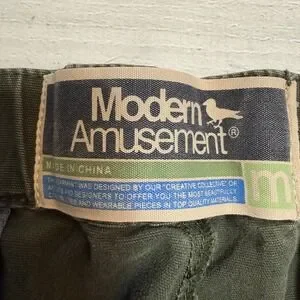 Modern
Amusement®
MADE IN CHINA
THIS GARMENT WAS DESIGNED BY OUR "CREATIVE COLLECTIVE" OF
AND DESIGNERS TO OFFER YOU THE MOST BEAUTIFULLY
AND WEARABLE PIECES IN TOP QUALITY MATERIALS.
m